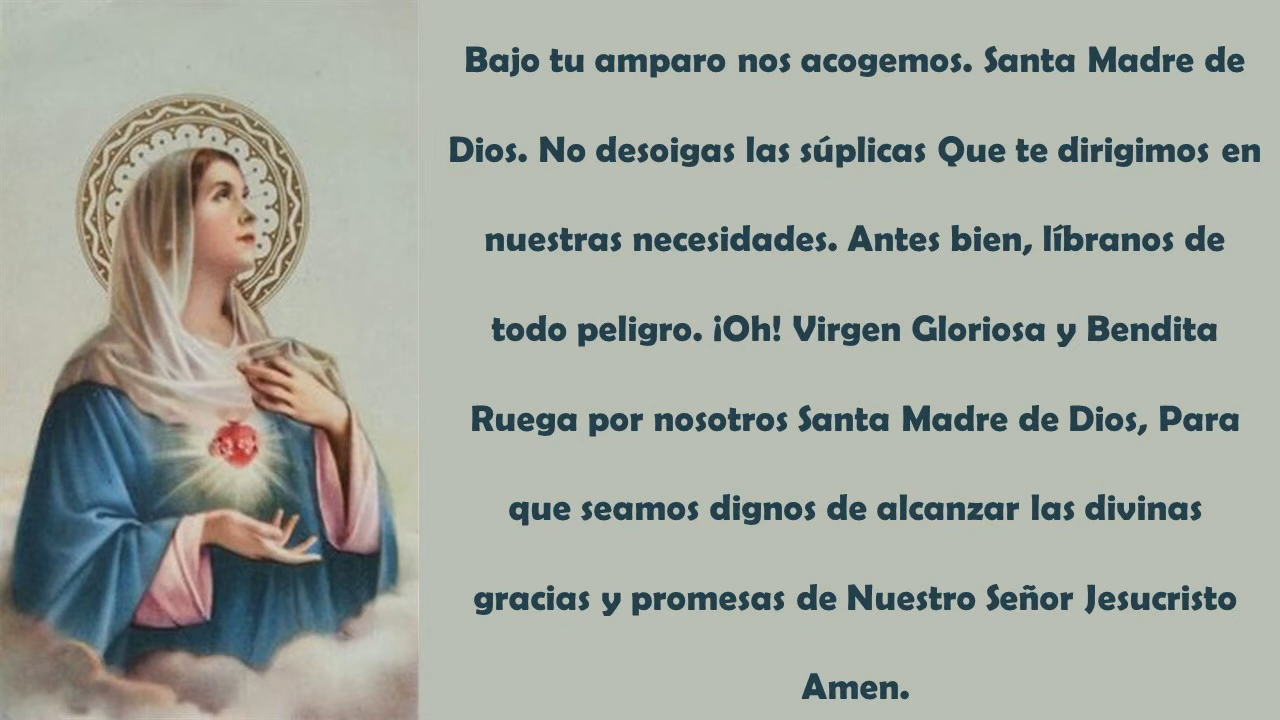 Bajo tu amparo nos acogemos. Santa Madre de
Dios. No desoigas las súplicas Que te dirigimos en
nuestras necesidades. Antes bien, líbranos de
todo peligro. ¡Oh! Virgen Gloriosa y Bendita
Ruega por nosotros Santa Madre de Dios, Para
que seamos dignos de alcanzar las divinas
gracias y promesas de Nuestro Señor Jesucristo
Amen.